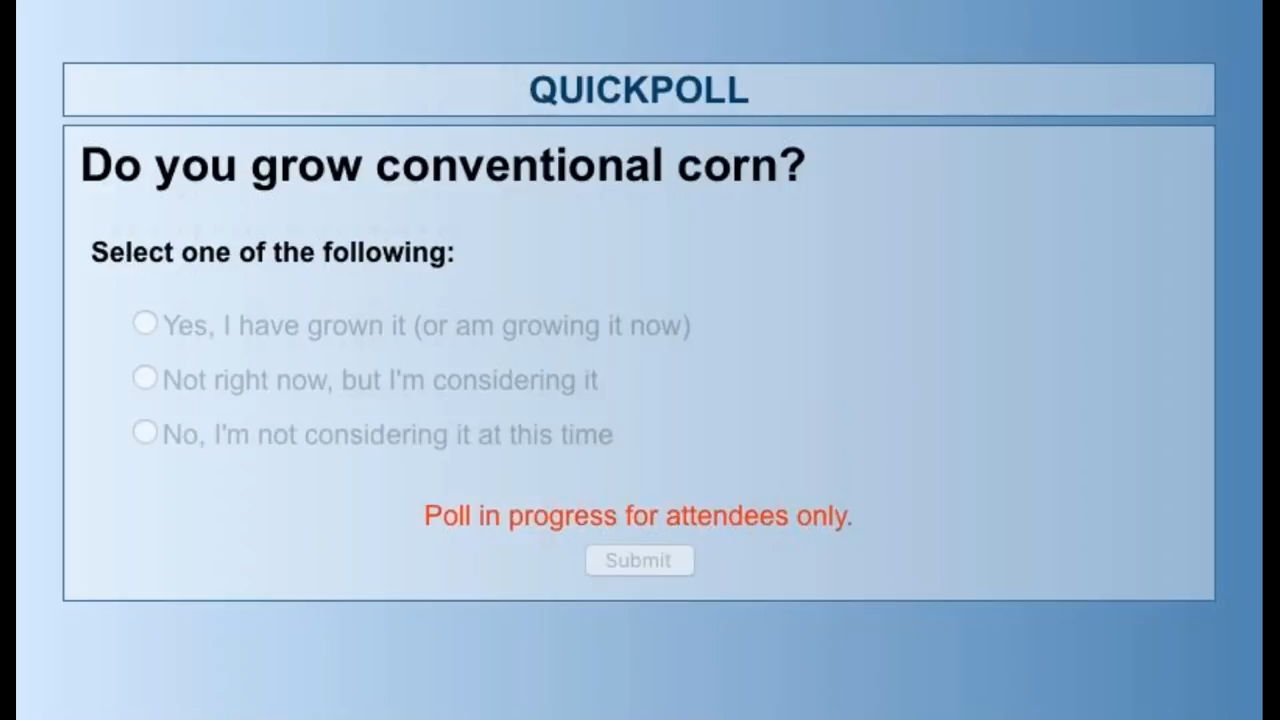 QUICKPOLL
Do you grow conventional corn?
Select one of the following:
Yes, I have grown it (or am growing it now)
Not right now, but I'm considering it
No, I'm not considering it at this time
Poll in progress for attendees only.
Submit